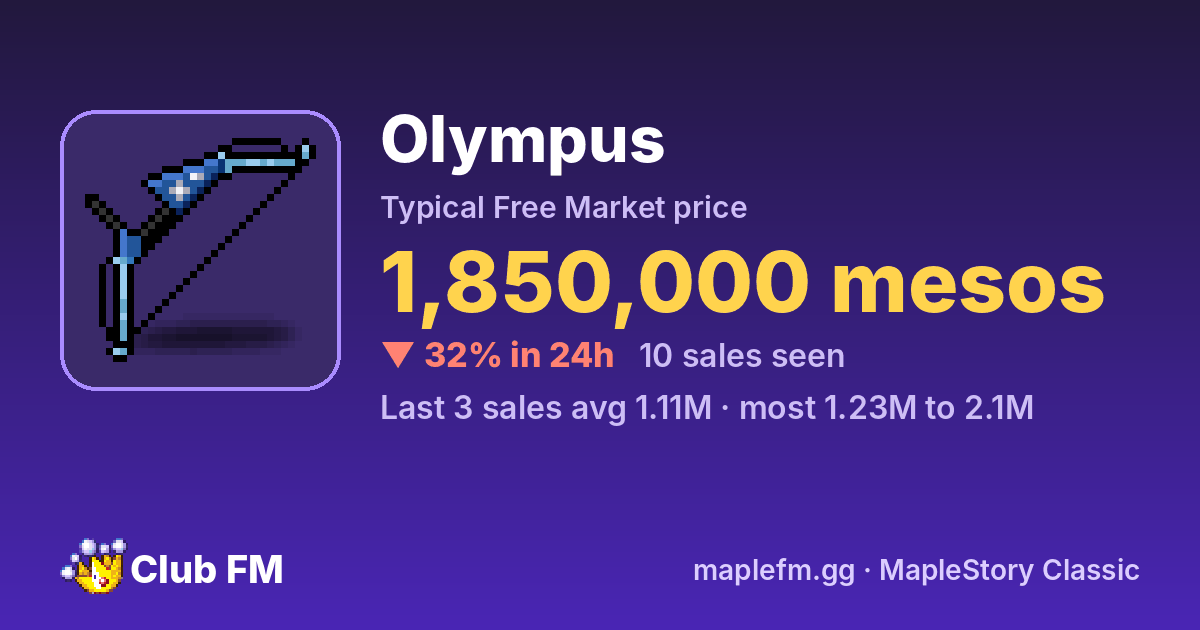 Olympus
Typical Free Market price
1,850,000 mesos
▼ 32% in 24h 10 sales seen
Last 3 sales avg 1.11M · most 1.23M to 2.1M
Club FM
maplefm.gg · MapleStory Classic